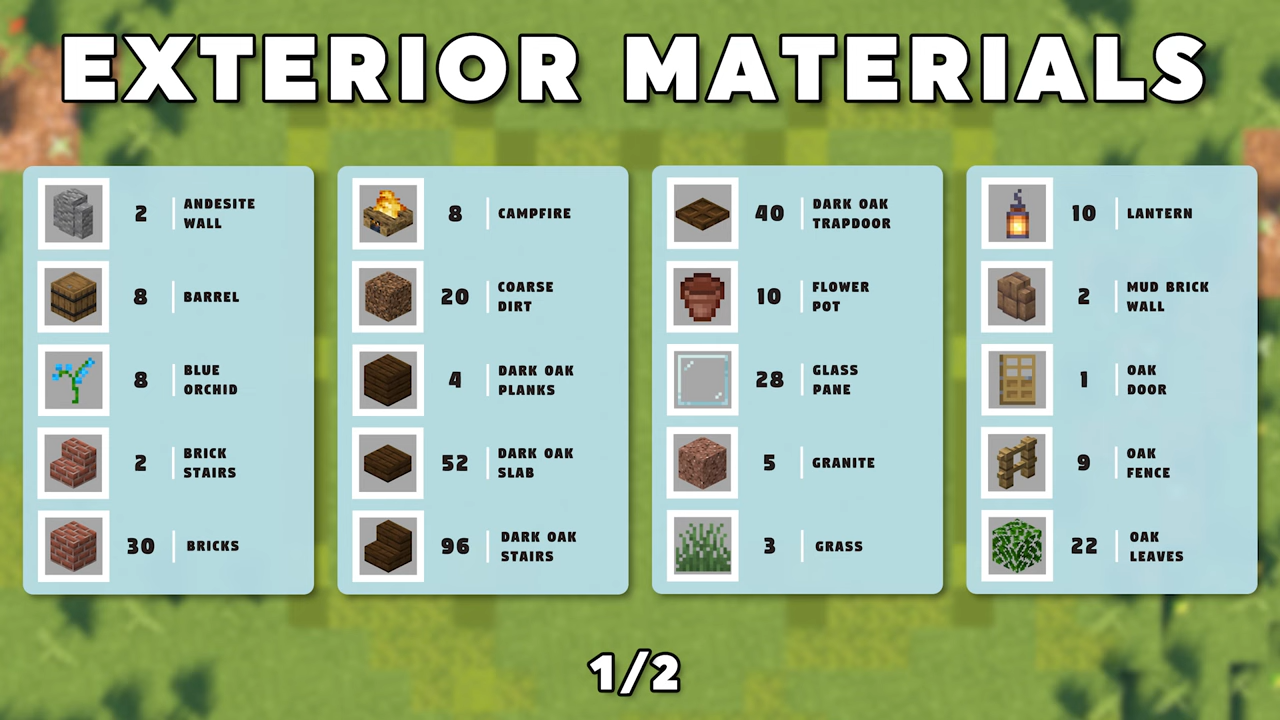 EXTERIOR MATERIALS
2 ANDESITE
WALL
8 BARREL
8 BLUE
ORCHID
2 BRICK
STAIRS
30 BRICKS
8 CAMPFIRE
20 COARSE
DIRT
4 DARK OAK
PLANKS
52 DARK OAK
SLAB
96 DARK OAK
STAIRS
40 DARK OAK
TRAPDOOR
10 FLOWER
POT
28 GLASS
PANE
5 GRANITE
3 GRASS
10 LANTERN
2 MUD BRICK
WALL
1 OAK
DOOR
9 OAK
FENCE
22 OAK
LEAVES
1/2